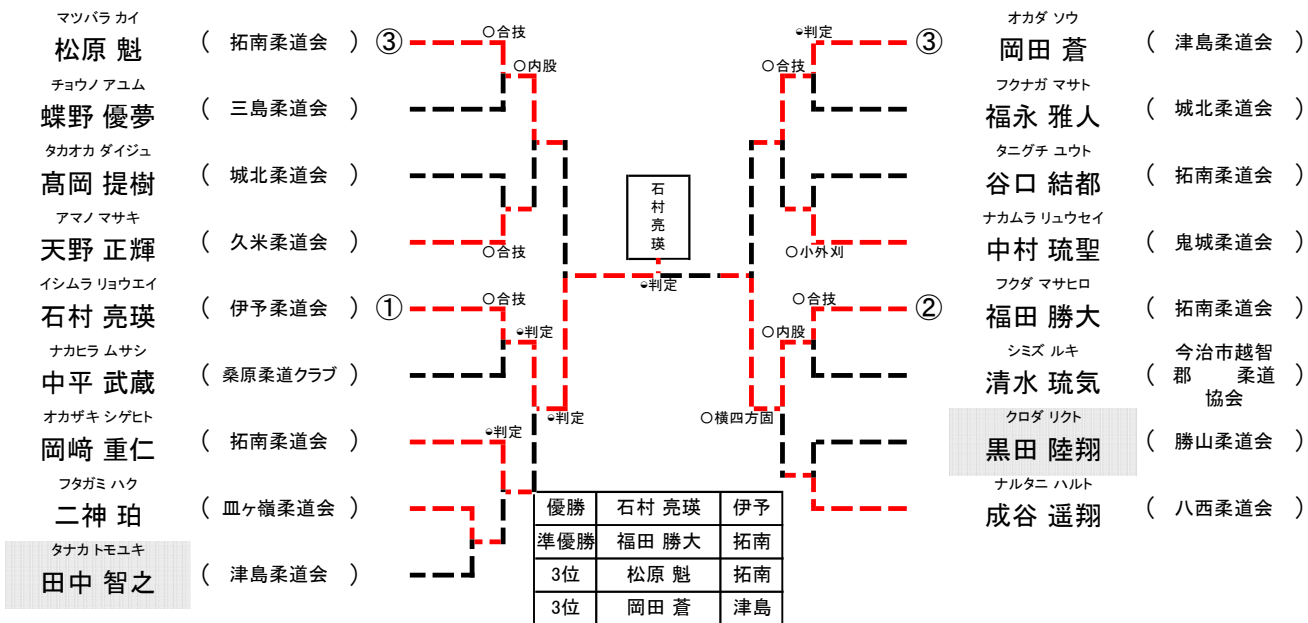 マツバラ カイ
松原 魁 （ 拓南柔道会 ） ③
チョウノ アユム
蝶野 優夢 （ 三島柔道会 ）
タカオカ ダイジュ
髙岡 提樹 （ 城北柔道会 ）
アマノ マサキ
天野 正輝 （ 久米柔道会 ）
イシムラ リョウエイ
石村 亮瑛 （ 伊予柔道会 ） ①
ナカヒラ ムサシ
中平 武蔵 （ 桑原柔道クラブ ）
オカザキ シゲヒト
岡﨑 重仁 （ 拓南柔道会 ）
フタガミ ハク
二神 珀 （ 皿ヶ嶺柔道会 ）
タナカ トモユキ
田中 智之 （ 津島柔道会 ）
○合技
○内股
○合技
○合技
⦁判定
⦁判定
⦁判定
石村亮瑛
⦁判定
⦁判定
○合技
○小外刈
○合技
○内股
○横四方固
オカダ ソウ
③ 岡田 蒼 （ 津島柔道会 ）
フクナガ マサト
福永 雅人 （ 城北柔道会 ）
タニグチ ユウト
谷口 結都 （ 拓南柔道会 ）
ナカムラ リュウセイ
中村 琉聖 （ 鬼城柔道会 ）
フクダ マサヒロ
② 福田 勝大 （ 拓南柔道会 ）
シミズ ルキ
清水 琉気 （ 今治市越智
郡 柔道
協会 ）
クロダ リクト
黒田 陸翔 （ 勝山柔道会 ）
ナルタニ ハルト
成谷 遥翔 （ 八西柔道会 ）
優勝 石村 亮瑛 伊予
準優勝 福田 勝大 拓南
3位 松原 魁 拓南
3位 岡田 蒼 津島